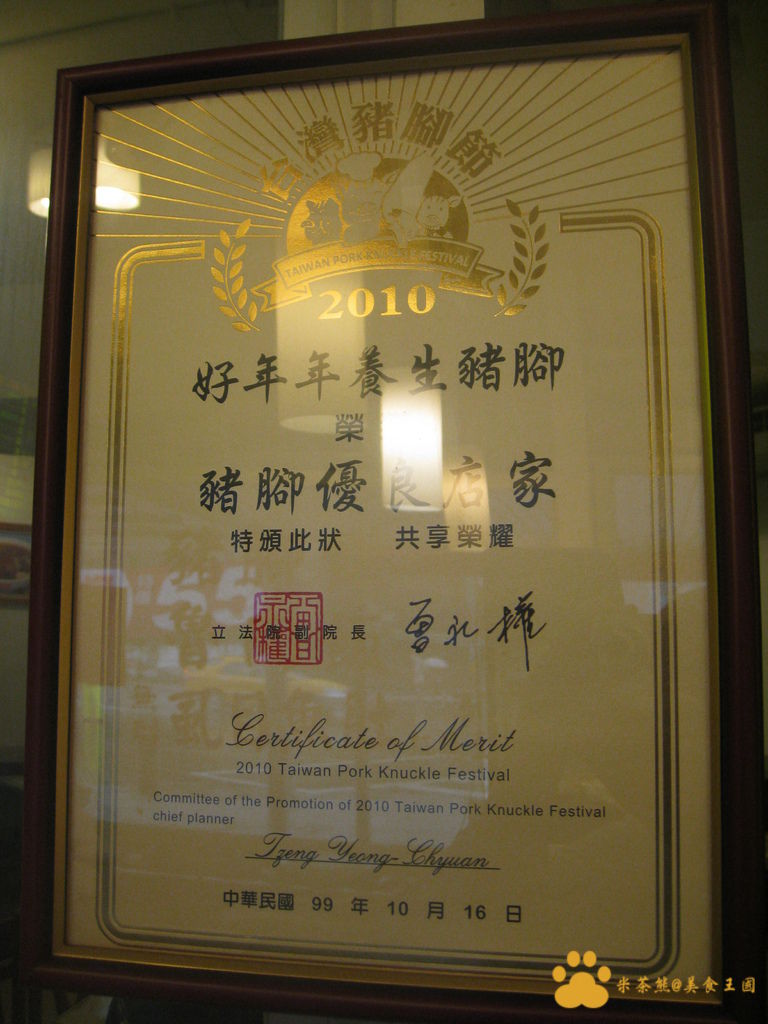 台灣豬腳節
TAIWAN PORK KNUCKLE FESTIVAL
2010
好年年養生豬腳
榮
豬腳優良店家
特頒此狀 共享榮耀
立法院副院長 曾永權
Certificate of Merit
2010 Taiwan Pork Knuckle Festival
Committee of the Promotion of 2010 Taiwan Pork Knuckle Festival
chief planner
Tzeng Yeong-Chyuan
中華民國 99 年 10 月 16 日
米茶熊@美食王國